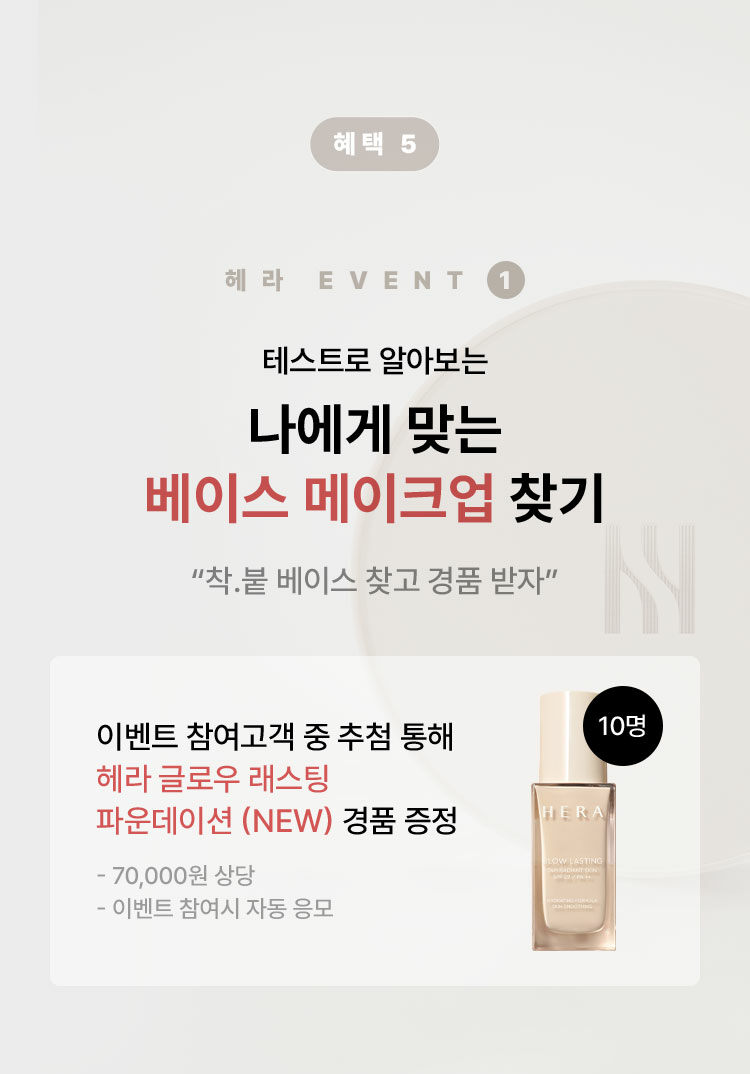 혜택 5
헤라 EVENT 1
테스트로 알아보는
나에게 맞는
베이스 메이크업 찾기
“착.붙 베이스 찾고 경품 받자”
10명
이벤트 참여고객 중 추첨 통해
헤라 글로우 래스팅
파운데이션 (NEW) 경품 증정
- 70,000원 상당
- 이벤트 참여시 자동 응모
HERA
GLOW LASTING